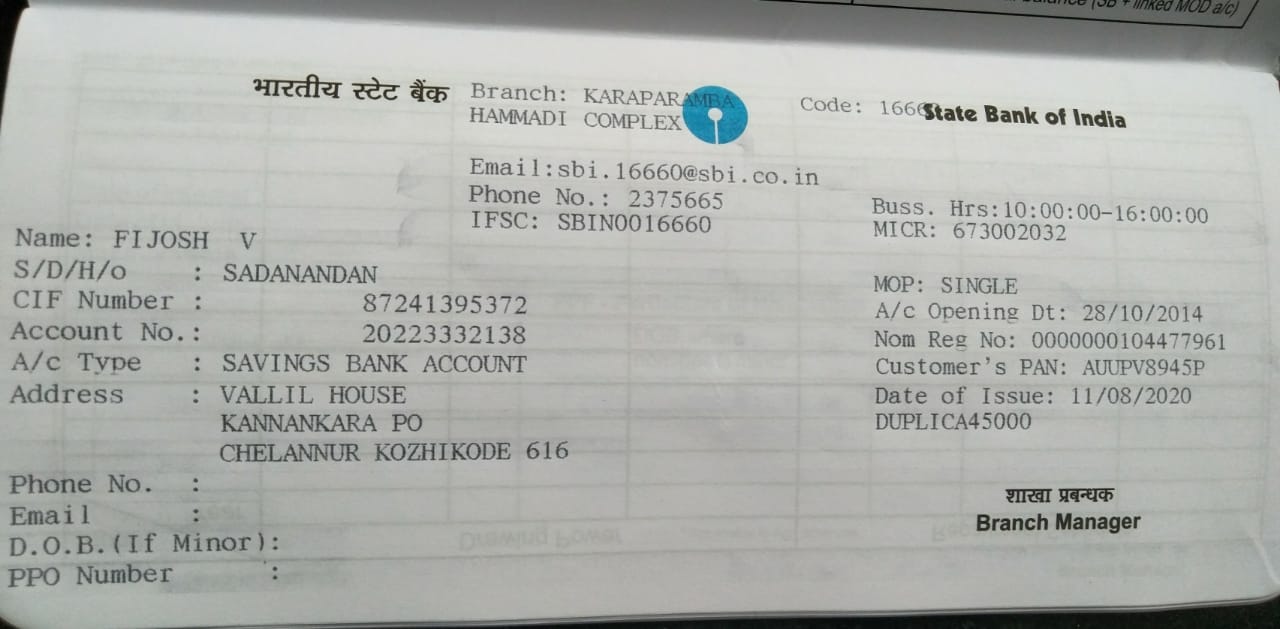 balance (SB + linked MOD a/c)
भारतीय स्टेट बैंक Branch: KARAPARAMBA Code: 1666 State Bank of India
HAMMADI COMPLEX
Email:sbi.16660@sbi.co.in
Phone No.: 2375665 Buss. Hrs:10:00:00-16:00:00
IFSC: SBIN0016660 MICR: 673002032
Name: FIJOSH V
S/D/H/o : SADANANDAN MOP: SINGLE
CIF Number : 87241395372 A/c Opening Dt: 28/10/2014
Account No.: 20223332138 Nom Reg No: 0000000104477961
A/c Type : SAVINGS BANK ACCOUNT Customer's PAN: AUUPV8945P
Address : VALLIL HOUSE Date of Issue: 11/08/2020
KANNANKARA PO DUPLICA45000
CHELANNUR KOZHIKODE 616
Phone No. :
Email :
D.O.B.(If Minor):
PPO Number :
शाखा प्रबन्धक
Branch Manager